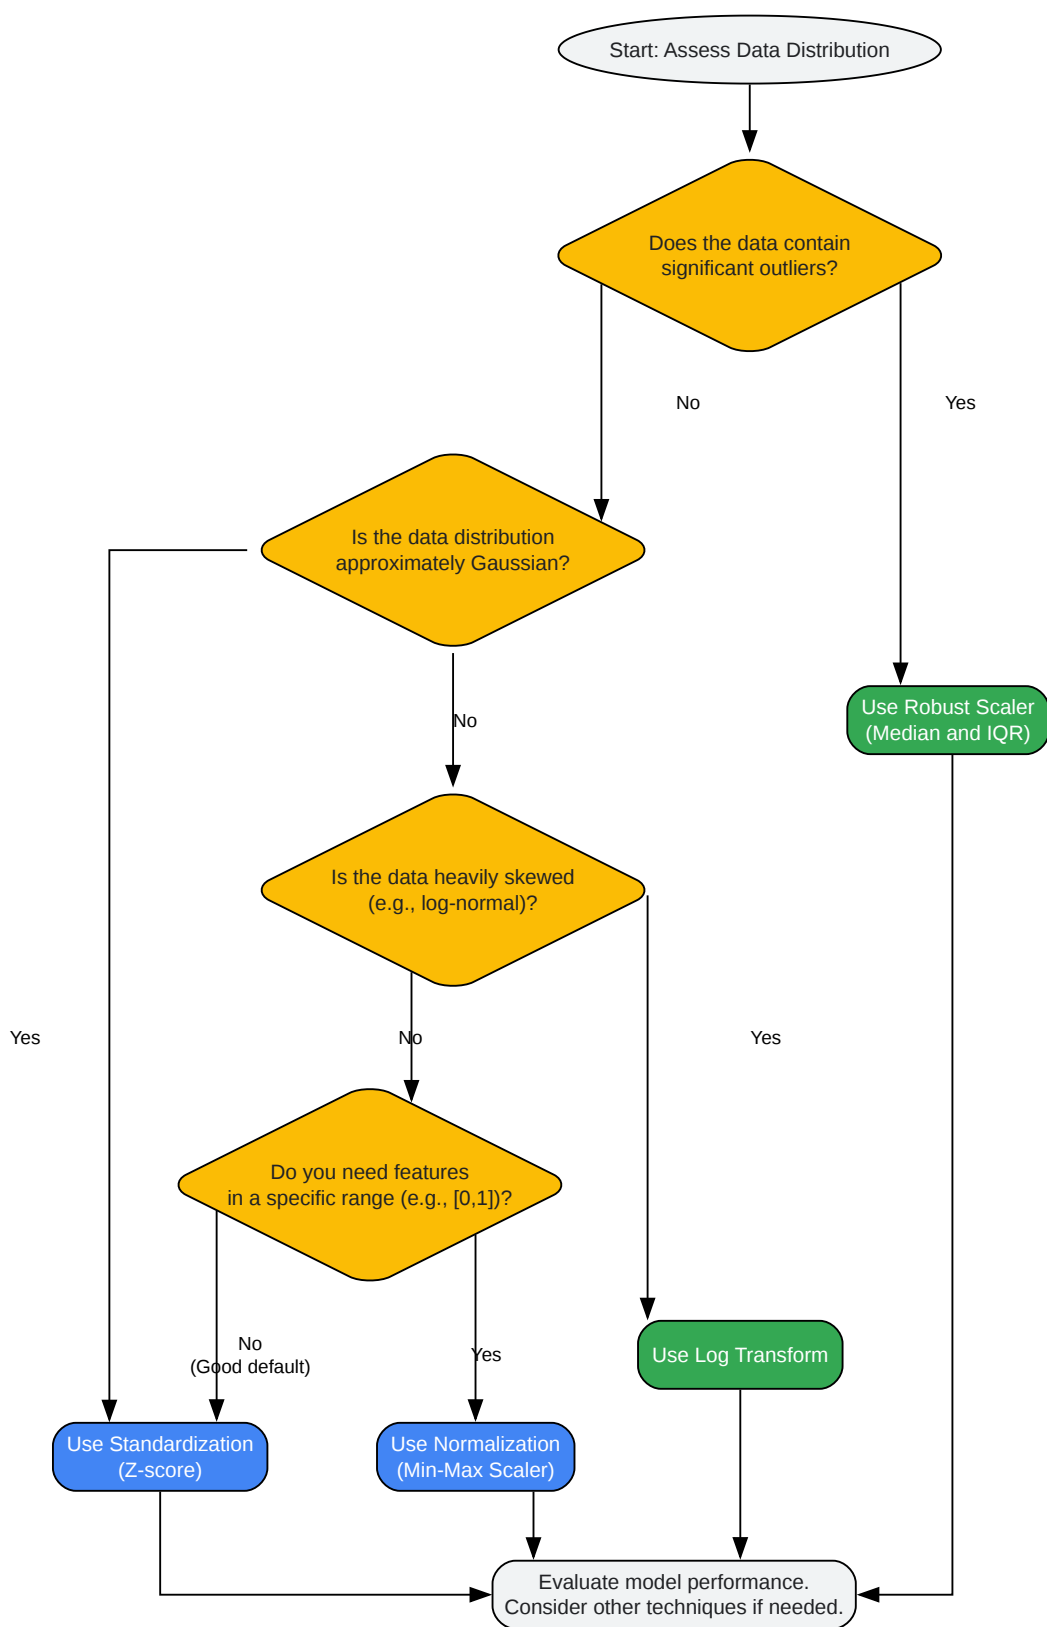 Start: Assess Data Distribution
Does the data contain
significant outliers?
No
Yes
Is the data distribution
approximately Gaussian?
Use Robust Scaler
(Median and IQR)
No
Is the data heavily skewed
(e.g., log-normal)?
Yes
No
Yes
Do you need features
in a specific range (e.g., [0,1])?
No
(Good default)
Yes
Use Log Transform
Use Standardization
(Z-score)
Use Normalization
(Min-Max Scaler)
Evaluate model performance.
Consider other techniques if needed.